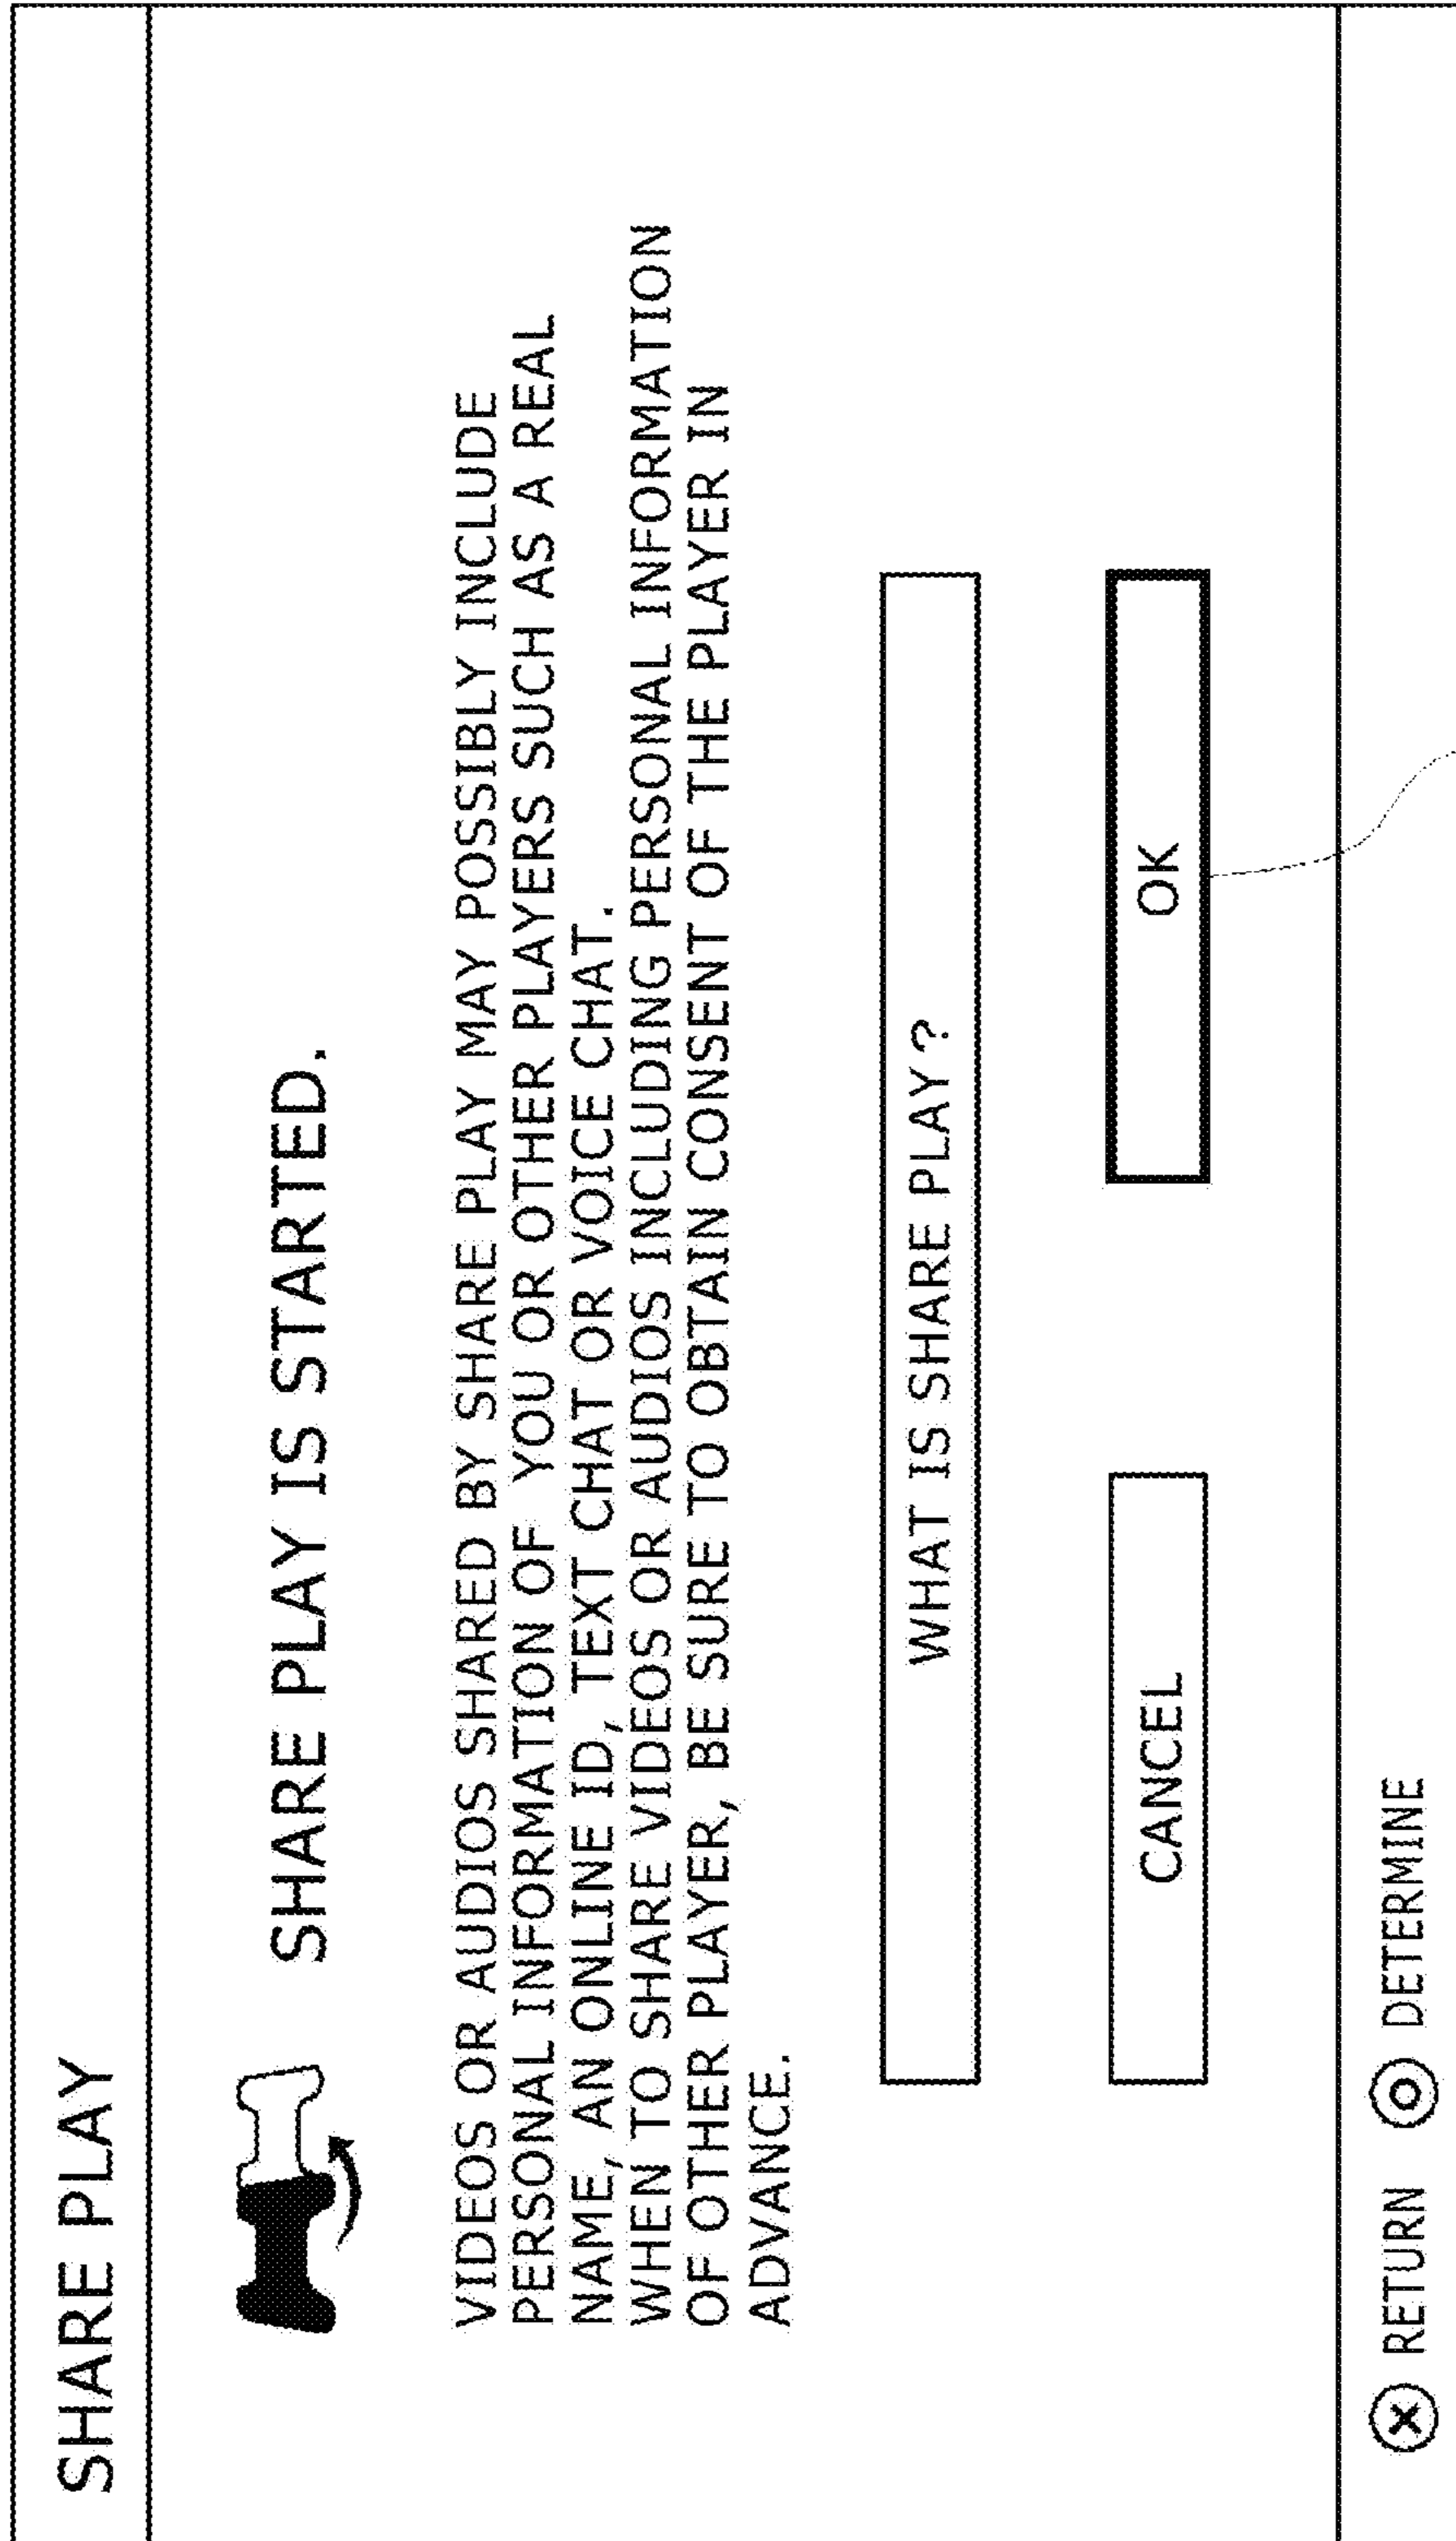 SHARE PLAY
SHARE PLAY IS STARTED.
VIDEOS OR AUDIOS SHARED BY SHARE PLAY MAY POSSIBLY INCLUDE
PERSONAL INFORMATION OF YOU OR OTHER PLAYERS SUCH AS A REAL
NAME, AN ONLINE ID, TEXT CHAT OR VOICE CHAT.
WHEN TO SHARE VIDEOS OR AUDIOS INCLUDING PERSONAL INFORMATION
OF OTHER PLAYER, BE SURE TO OBTAIN CONSENT OF THE PLAYER IN
ADVANCE.
WHAT IS SHARE PLAY?
CANCEL OK
RETURN DETERMINE